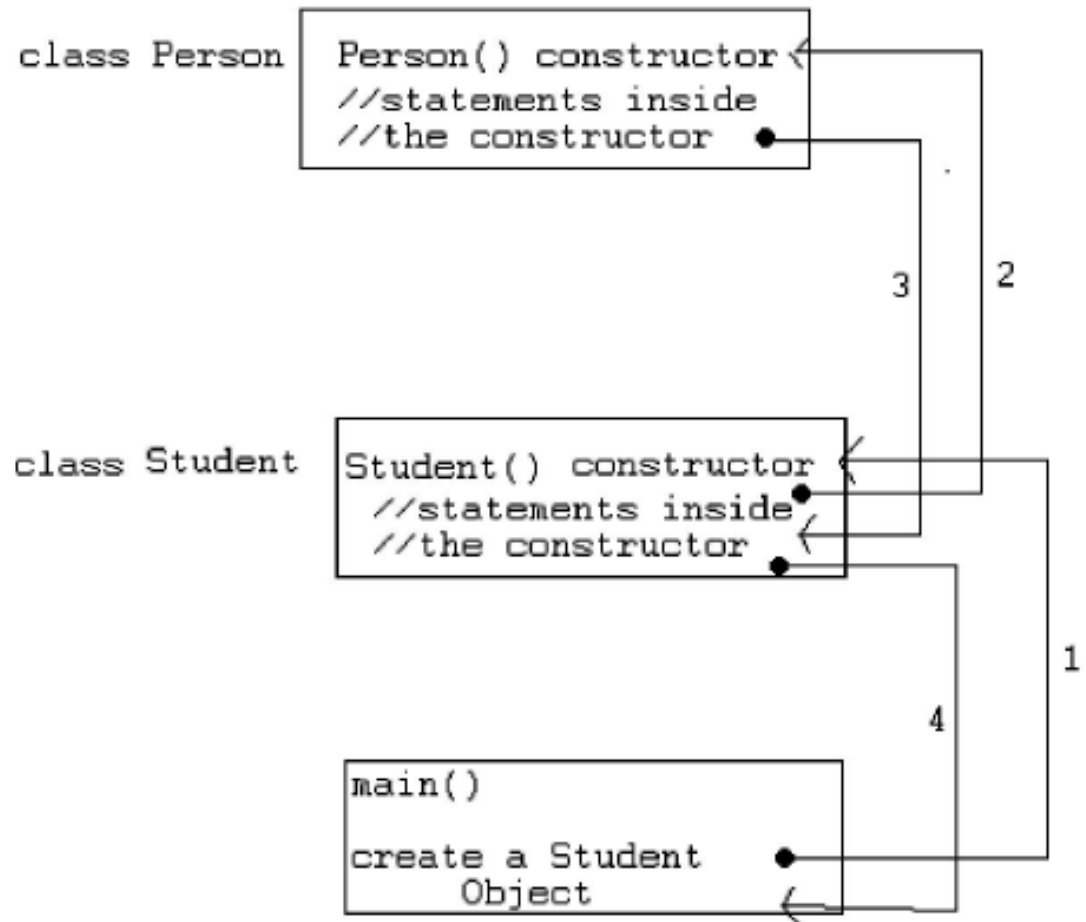 class Person
Person() constructor
//statements inside
//the constructor
3
2
class Student
Student() constructor
//statements inside
//the constructor
1
4
main()
create a Student
Object